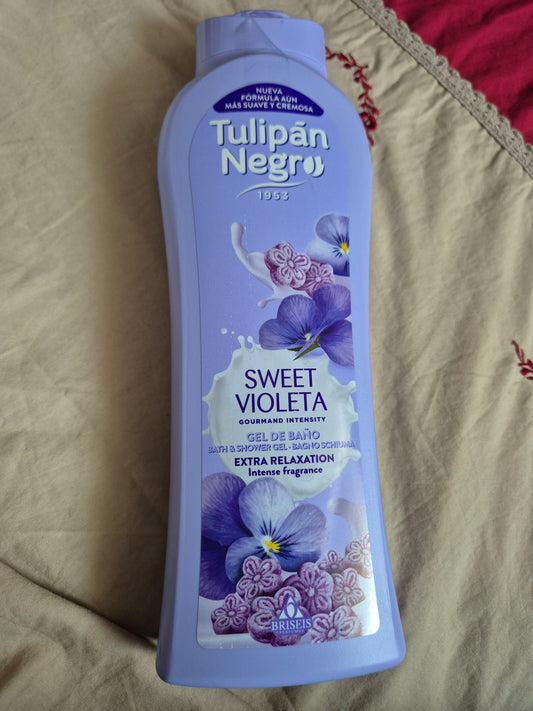 NUEVA
FÓRMULA AÚN
MÁS SUAVE Y CREMOSA
Tulipán
Negro
1953
SWEET
VIOLETA
GOURMAND INTENSITY
GEL DE BAÑO
BATH & SHOWER GEL - BAGNO SCHIUMA
EXTRA RELAXATION
Intense fragrance
BRISEIS
PERFUMES